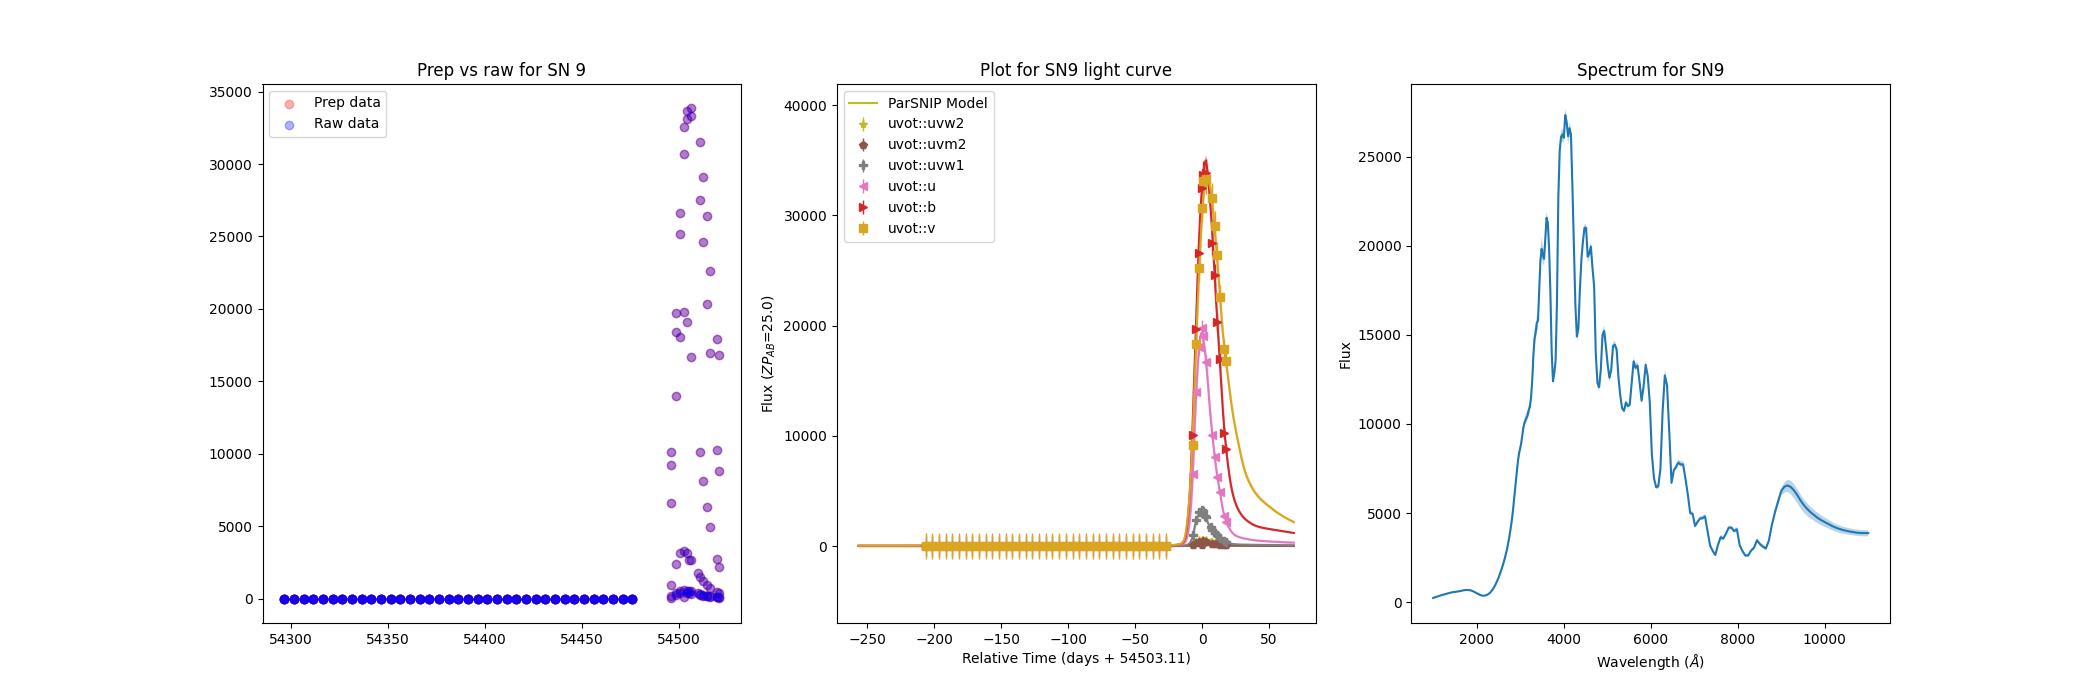 Prep vs raw for SN 9
Prep data
Raw data
35000
30000
25000
20000
15000
10000
5000
0
54300
54350
54400
54450
54500
Plot for SN9 light curve
ParSNIP Model
uvot::uvw2
uvot::uvm2
uvot::uvw1
uvot::u
uvot::b
uvot::v
Flux (ZP_AB=25.0)
40000
30000
20000
10000
0
−250
−200
−150
−100
−50
0
50
Relative Time (days + 54503.11)
Spectrum for SN9
Flux
25000
20000
15000
10000
5000
0
2000
4000
6000
8000
10000
Wavelength (Å)